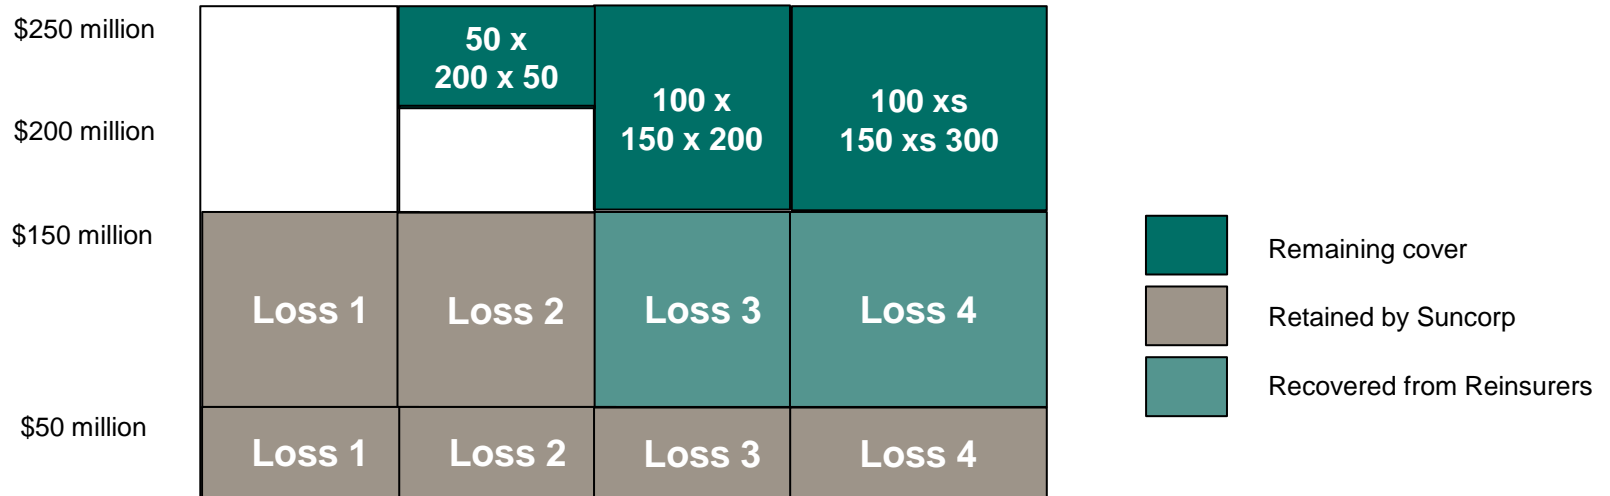 $250 million
$200 million
$150 million
$50 million
50 x
200 x 50
100 x
150 x 200
100 xs
150 xs 300
Loss 1
Loss 2
Loss 3
Loss 4
Loss 1
Loss 2
Loss 3
Loss 4
Remaining cover
Retained by Suncorp
Recovered from Reinsurers